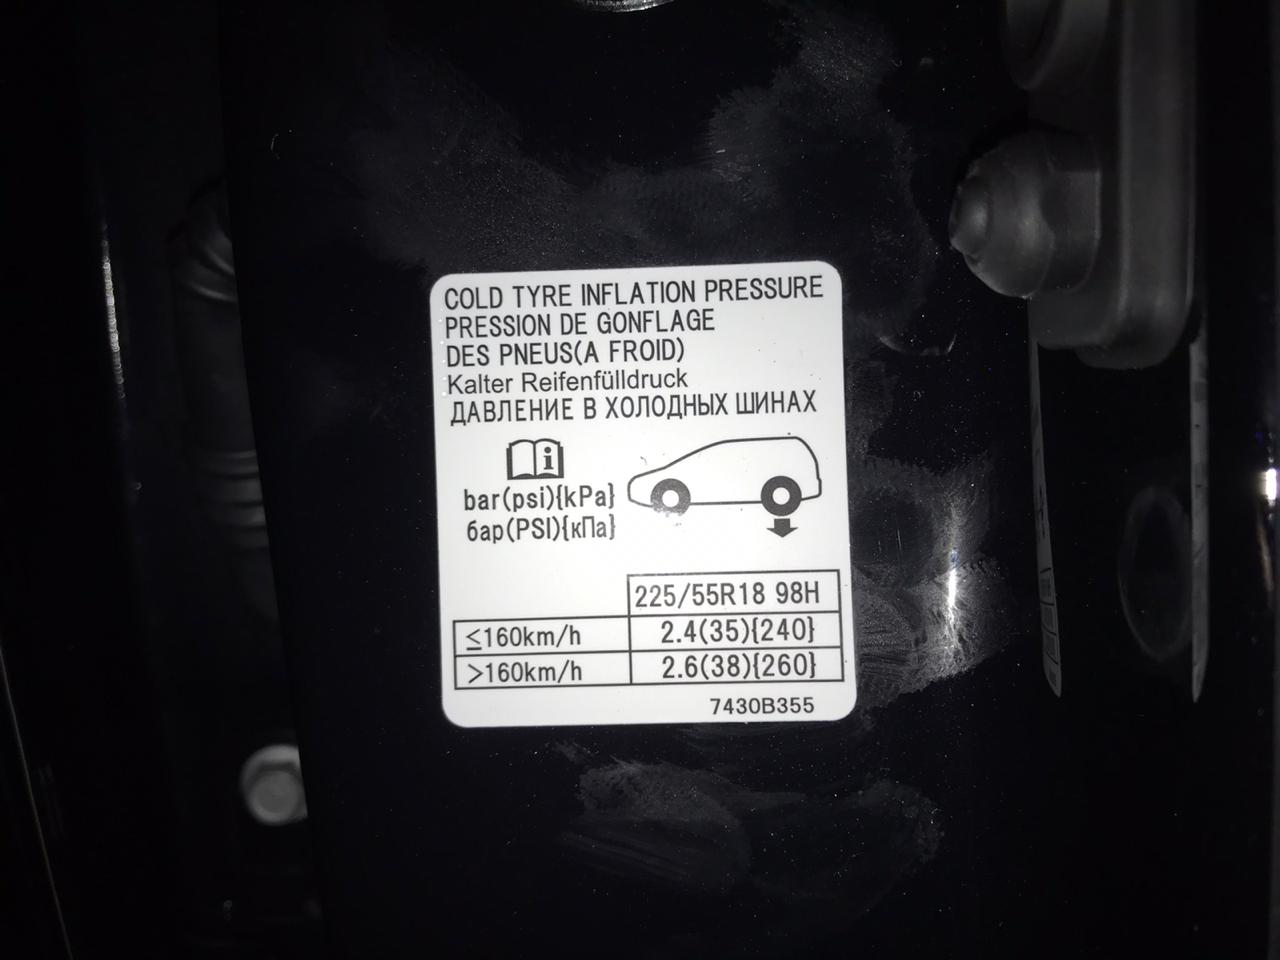 COLD TYRE INFLATION PRESSURE
PRESSION DE GONFLAGE
DES PNEUS(A FROID)
Kalter Reifenfülldruck
ДАВЛЕНИЕ В ХОЛОДНЫХ ШИНАХ
i
bar(psi){kPa}
бар(PSI){кПа}
225/55R18 98H
≤160km/h 2.4(35){240}
>160km/h 2.6(38){260}
7430B355